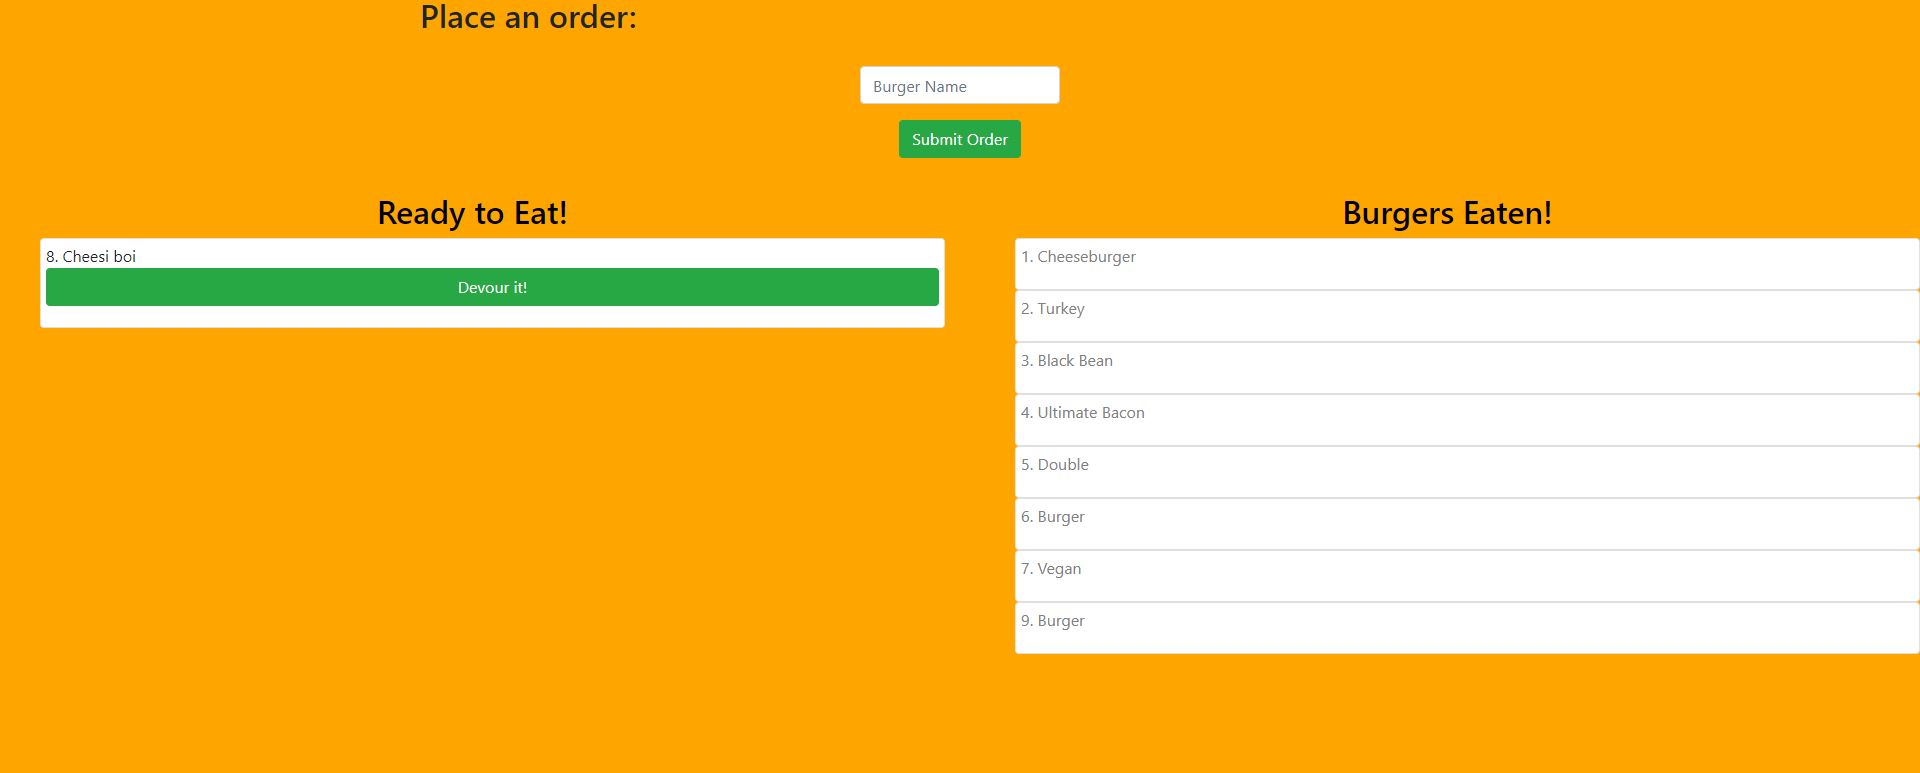 Place an order:
Burger Name
Submit Order
Ready to Eat!
8. Cheesi boi
Devour it!
Burgers Eaten!
1. Cheeseburger
2. Turkey
3. Black Bean
4. Ultimate Bacon
5. Double
6. Burger
7. Vegan
9. Burger